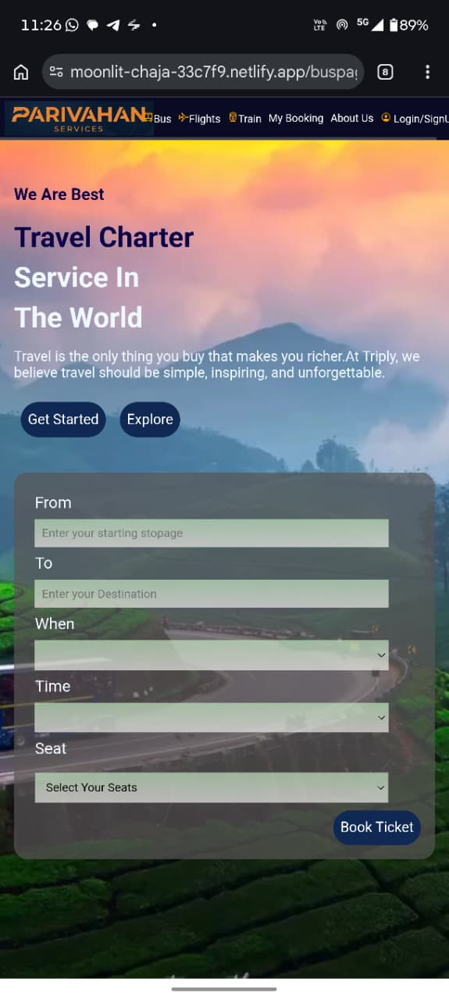 11:26
Vo))
LTE
5G
89%
moonlit-chaja-33c7f9.netlify.app/buspag
8
PARIVAHAN
SERVICES
Bus Flights Train My Booking About Us Login/SignU
We Are Best
Travel Charter
Service In
The World
Travel is the only thing you buy that makes you richer.At Triply, we
believe travel should be simple, inspiring, and unforgettable.
Get Started Explore
From
Enter your starting stopage
To
Enter your Destination
When
Time
Seat
Select Your Seats
Book Ticket